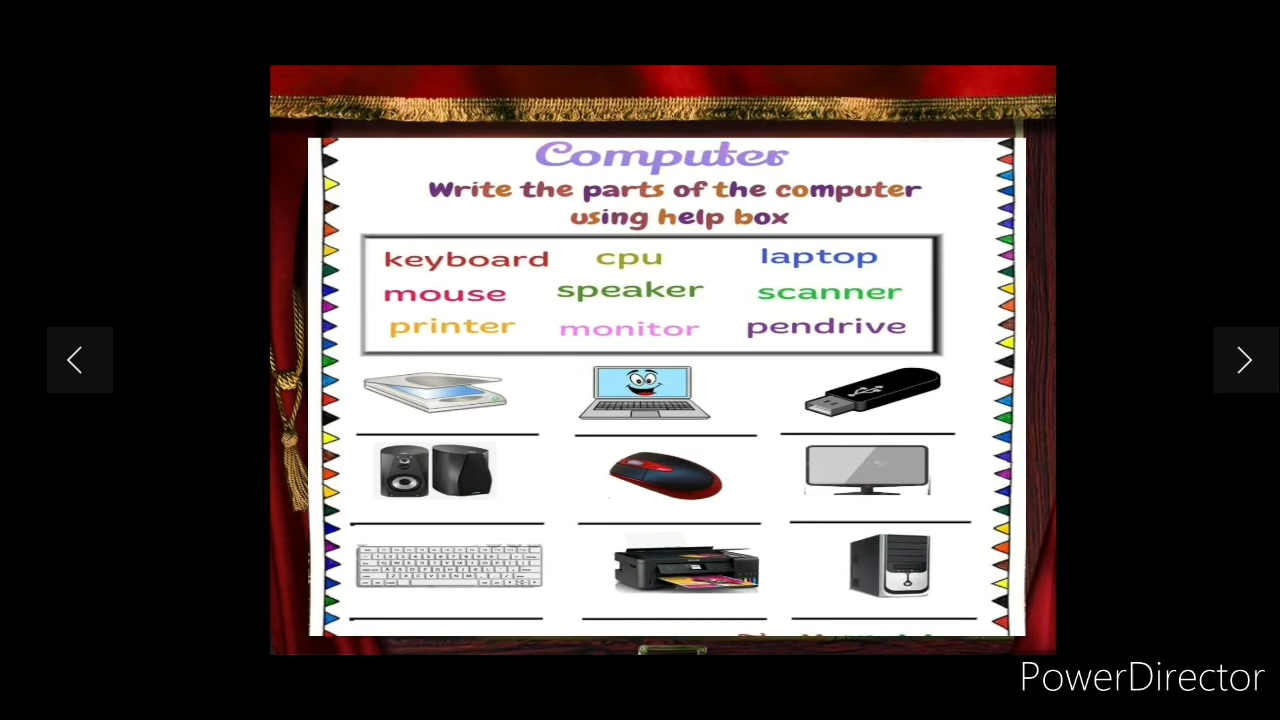 Computer
Write the parts of the computer
using help box
keyboard cpu laptop
mouse speaker scanner
printer monitor pendrive
PowerDirector